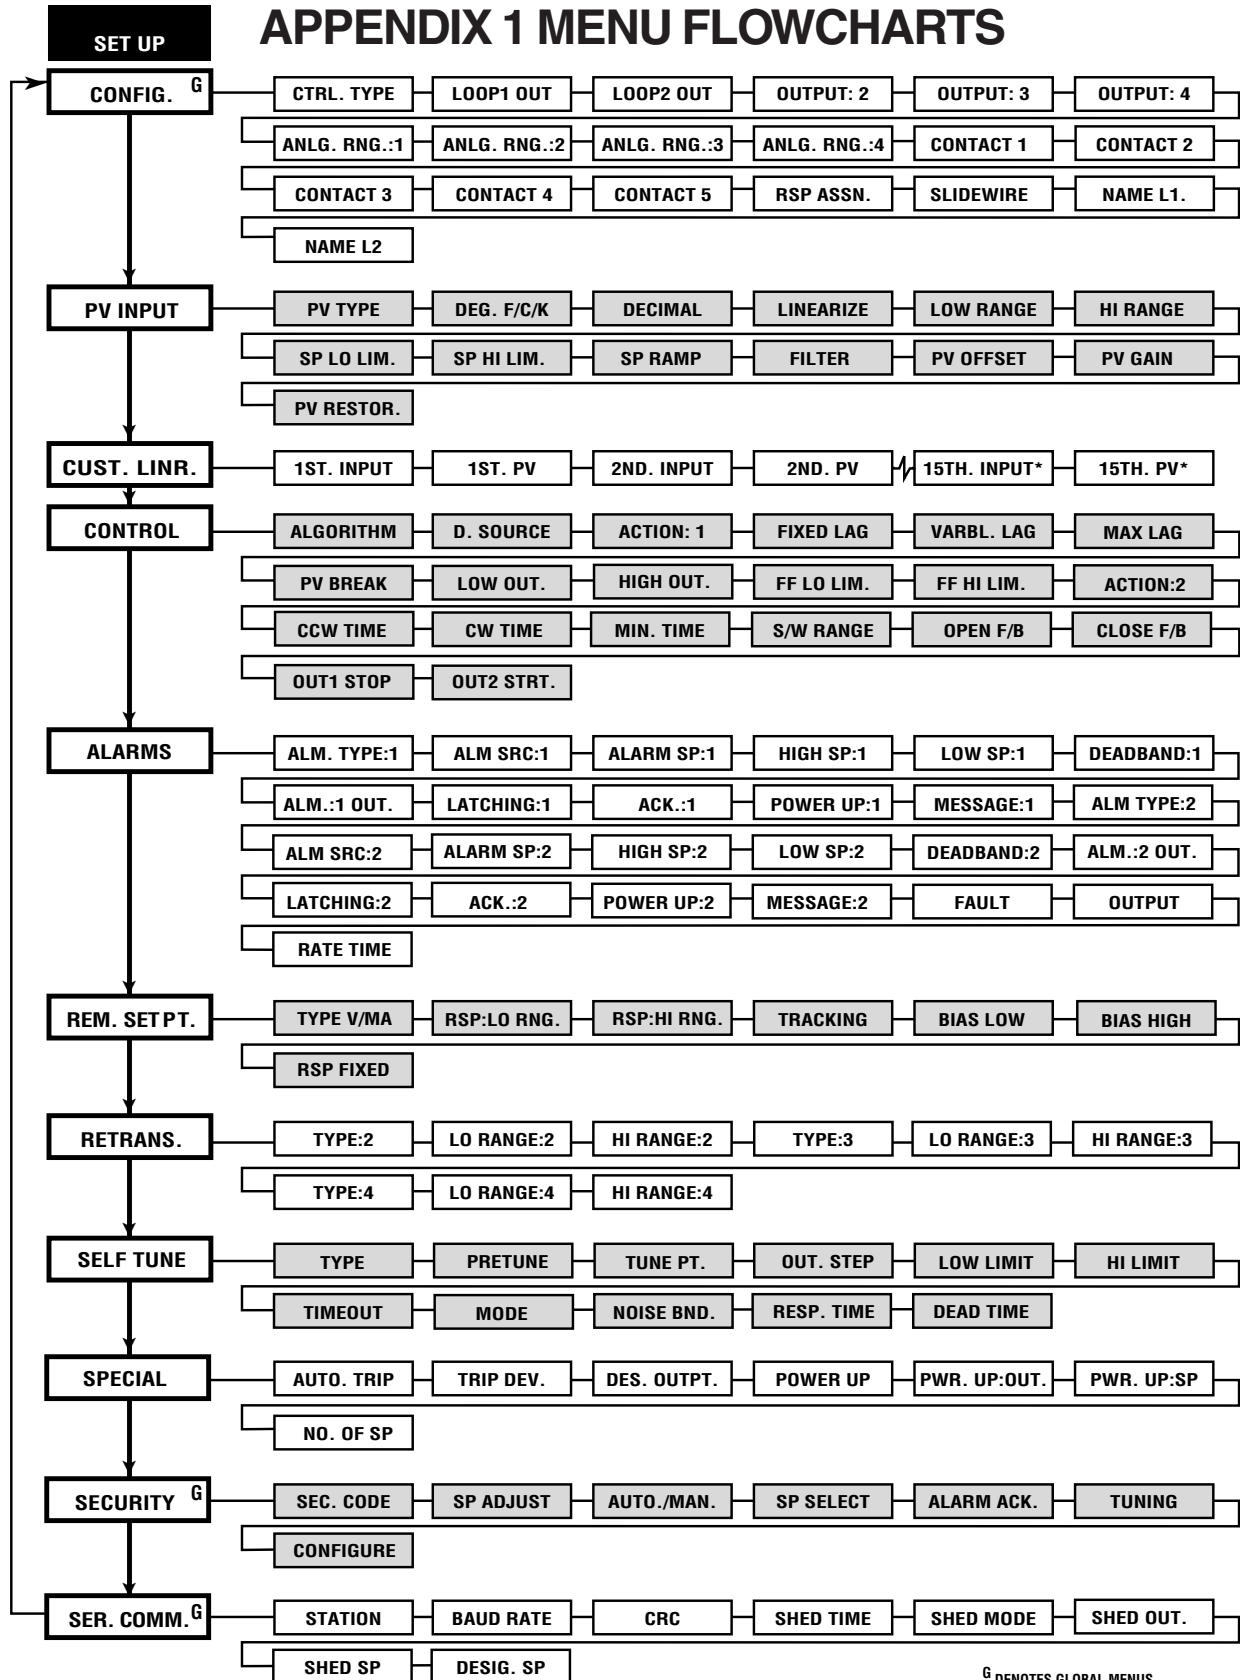 SET UP
APPENDIX 1 MENU FLOWCHARTS
CONFIG. G
CTRL. TYPE LOOP1 OUT LOOP2 OUT OUTPUT: 2 OUTPUT: 3 OUTPUT: 4
ANLG. RNG.:1 ANLG. RNG.:2 ANLG. RNG.:3 ANLG. RNG.:4 CONTACT 1 CONTACT 2
CONTACT 3 CONTACT 4 CONTACT 5 RSP ASSN. SLIDEWIRE NAME L1.
NAME L2
PV INPUT
PV TYPE DEG. F/C/K DECIMAL LINEARIZE LOW RANGE HI RANGE
SP LO LIM. SP HI LIM. SP RAMP FILTER PV OFFSET PV GAIN
PV RESTOR.
CUST. LINR.
1ST. INPUT 1ST. PV 2ND. INPUT 2ND. PV 15TH. INPUT* 15TH. PV*
CONTROL
ALGORITHM D. SOURCE ACTION: 1 FIXED LAG VARBL. LAG MAX LAG
PV BREAK LOW OUT. HIGH OUT. FF LO LIM. FF HI LIM. ACTION:2
CCW TIME CW TIME MIN. TIME S/W RANGE OPEN F/B CLOSE F/B
OUT1 STOP OUT2 STRT.
ALARMS
ALM. TYPE:1 ALM SRC:1 ALARM SP:1 HIGH SP:1 LOW SP:1 DEADBAND:1
ALM.:1 OUT. LATCHING:1 ACK.:1 POWER UP:1 MESSAGE:1 ALM TYPE:2
ALM SRC:2 ALARM SP:2 HIGH SP:2 LOW SP:2 DEADBAND:2 ALM.:2 OUT.
LATCHING:2 ACK.:2 POWER UP:2 MESSAGE:2 FAULT OUTPUT
RATE TIME
REM. SETPT.
TYPE V/MA RSP:LO RNG. RSP:HI RNG. TRACKING BIAS LOW BIAS HIGH
RSP FIXED
RETRANS.
TYPE:2 LO RANGE:2 HI RANGE:2 TYPE:3 LO RANGE:3 HI RANGE:3
TYPE:4 LO RANGE:4 HI RANGE:4
SELF TUNE
TYPE PRETUNE TUNE PT. OUT. STEP LOW LIMIT HI LIMIT
TIMEOUT MODE NOISE BND. RESP. TIME DEAD TIME
SPECIAL
AUTO. TRIP TRIP DEV. DES. OUTPT. POWER UP PWR. UP:OUT. PWR. UP:SP
NO. OF SP
SECURITY G
SEC. CODE SP ADJUST AUTO./MAN. SP SELECT ALARM ACK. TUNING
CONFIGURE
SER. COMM. G
STATION BAUD RATE CRC SHED TIME SHED MODE SHED OUT.
SHED SP DESIG. SP
G DENOTES GLOBAL MENUS